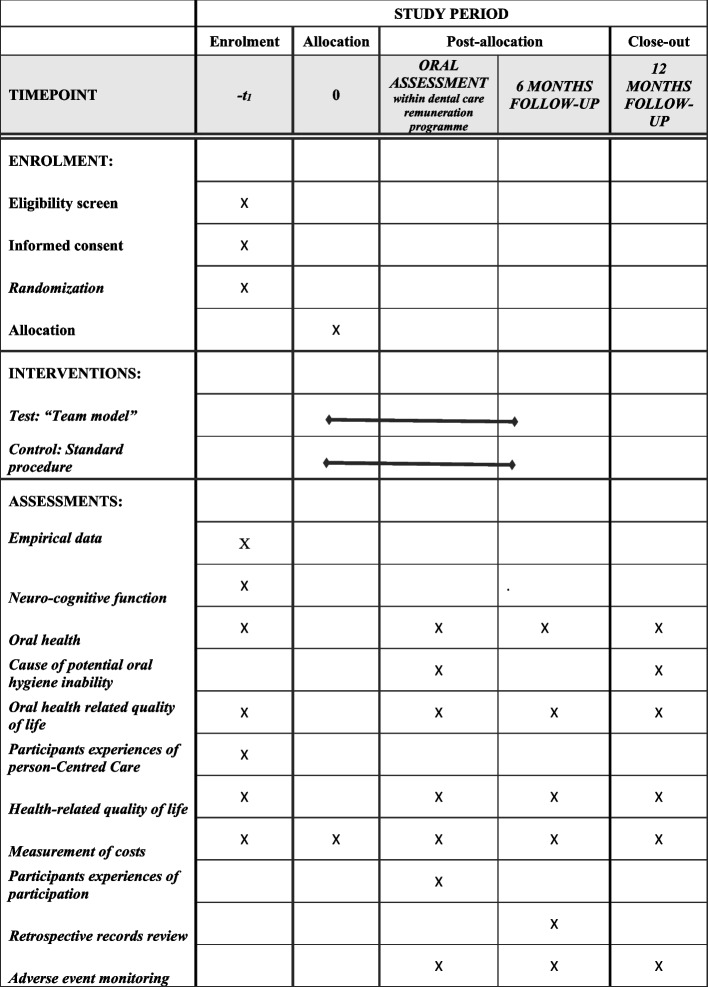 STUDY PERIOD
Enrolment Allocation Post-allocation Close-out
TIMEPOINT -t1 0 ORAL ASSESSMENT within dental care remuneration programme 6 MONTHS FOLLOW-UP 12 MONTHS FOLLOW-UP
ENROLMENT:
Eligibility screen X
Informed consent X
Randomization X
Allocation X
INTERVENTIONS:
Test: “Team model”
Control: Standard
procedure
ASSESSMENTS:
Empirical data X
Neuro-cognitive function X .
Oral health X X X X
Cause of potential oral
hygiene inability X X
Oral health related quality
of life X X X X
Participants experiences of
person-Centred Care X
Health-related quality of life X X X X
Measurement of costs X X X X X
Participants experiences of
participation X
Retrospective records review X
Adverse event monitoring X X X